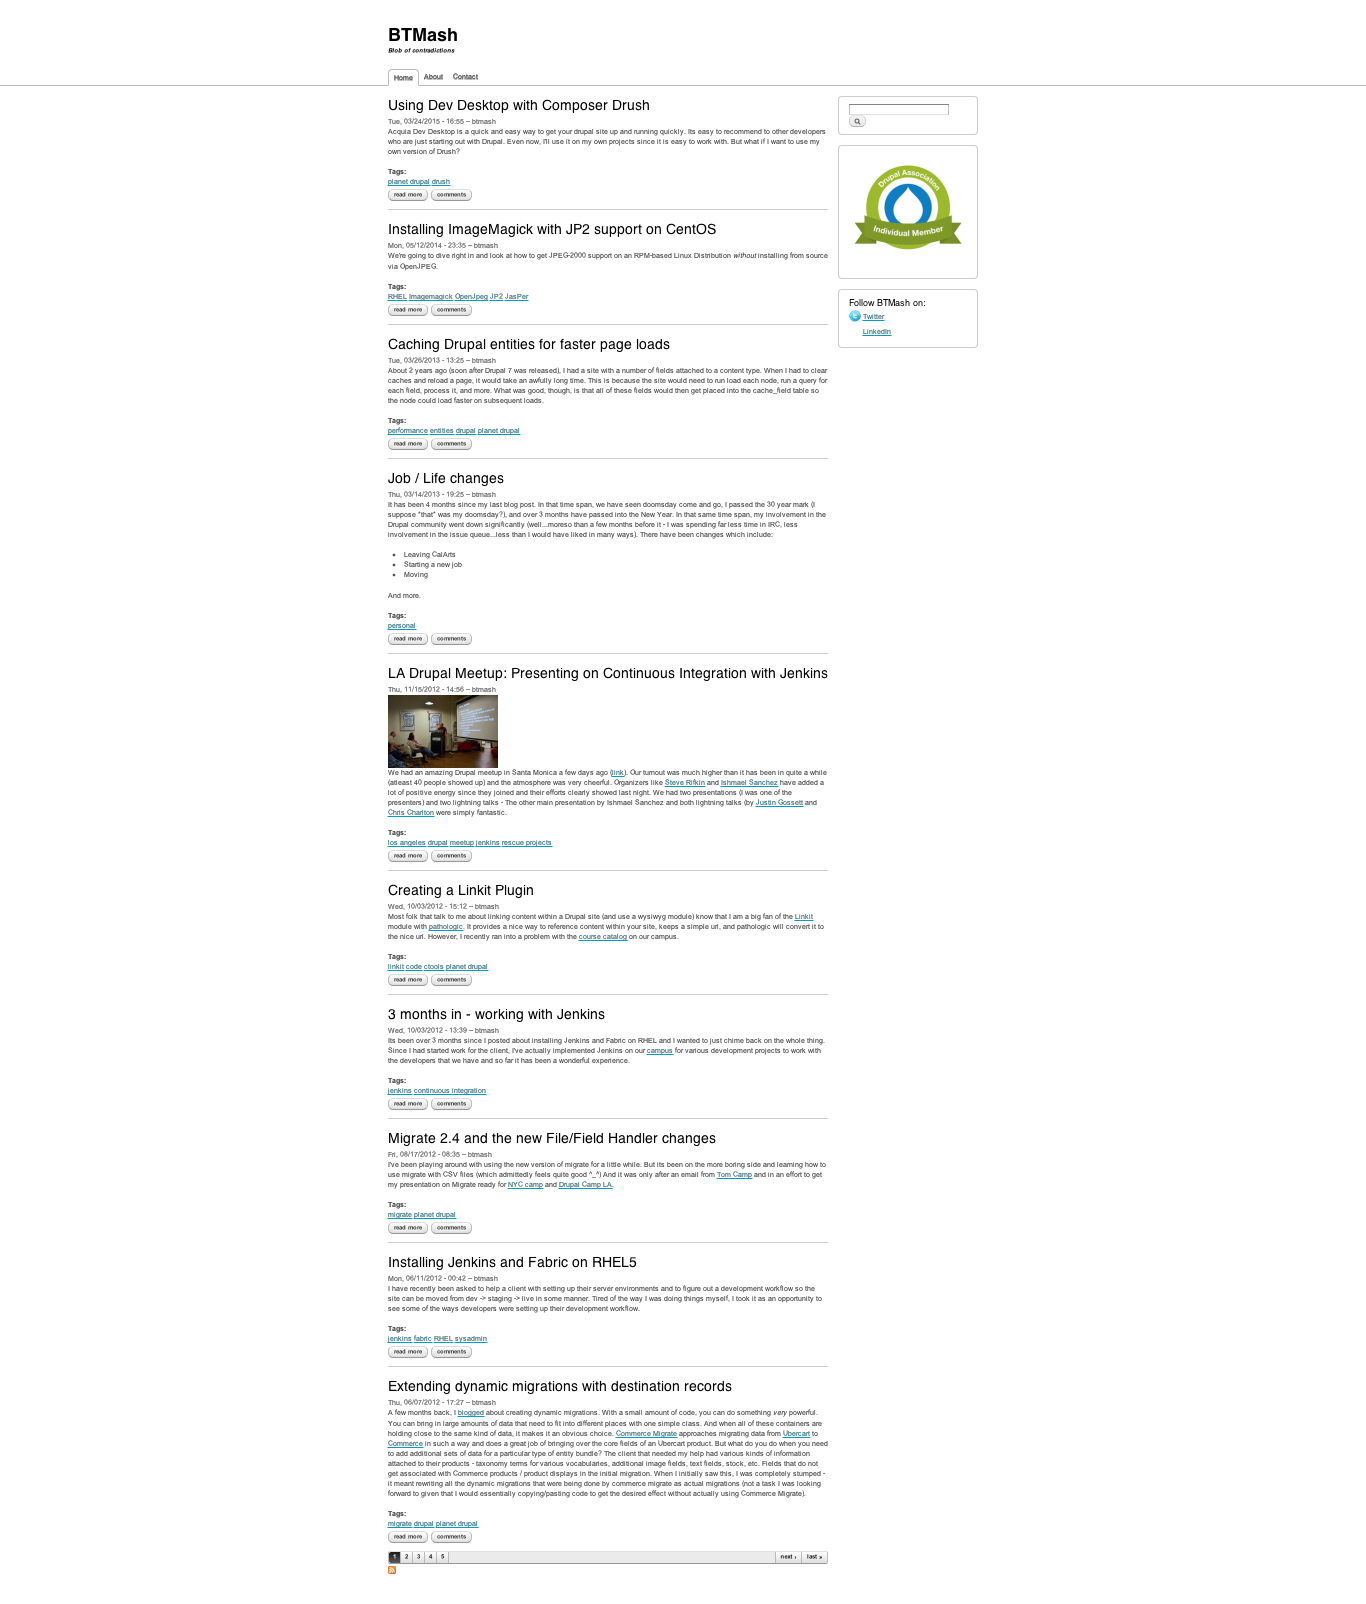 BTMash
Blob of contradictions
Home About Contact
Using Dev Desktop with Composer Drush
Tue, 03/24/2015 - 16:55 – btmash
Acquia Dev Desktop is a quick and easy way to get your drupal site up and running quickly. Its easy to recommend to other developers
who are just starting out with Drupal. Even now, I'll use it on my own projects since it is easy to work with. But what if I want to use my
own version of Drush?
Tags:
planet drupal drush
read more comments
Installing ImageMagick with JP2 support on CentOS
Mon, 05/12/2014 - 23:35 – btmash
We're going to dive right in and look at how to get JPEG-2000 support on an RPM-based Linux Distribution without installing from source
via OpenJPEG.
Tags:
RHEL Imagemagick OpenJpeg JP2 JasPer
read more comments
Caching Drupal entities for faster page loads
Tue, 03/26/2013 - 13:25 – btmash
About 2 years ago (soon after Drupal 7 was released), I had a site with a number of fields attached to a content type. When I had to clear
caches and reload a page, it would take an awfully long time. This is because the site would need to run load each node, run a query for
each field, process it, and more. What was good, though, is that all of these fields would then get placed into the cache_field table so
the node could load faster on subsequent loads.
Tags:
performance entities drupal planet drupal
read more comments
Job / Life changes
Thu, 03/14/2013 - 19:25 – btmash
It has been 4 months since my last blog post. In that time span, we have seen doomsday come and go, I passed the 30 year mark (I
suppose "that" was my doomsday?), and over 3 months have passed into the New Year. In that same time span, my involvement in the
Drupal community went down significantly (well...moreso than a few months before it - I was spending far less time in IRC, less
involvement in the issue queue...less than I would have liked in many ways). There have been changes which include:
• Leaving CalArts
• Starting a new job
• Moving
And more.
Tags:
personal
read more comments
LA Drupal Meetup: Presenting on Continuous Integration with Jenkins
Thu, 11/15/2012 - 14:56 – btmash
We had an amazing Drupal meetup in Santa Monica a few days ago (link). Our turnout was much higher than it has been in quite a while
(atleast 40 people showed up) and the atmosphere was very cheerful. Organizers like Steve Rifkin and Ishmael Sanchez have added a
lot of positive energy since they joined and their efforts clearly showed last night. We had two presentations (I was one of the
presenters) and two lightning talks - The other main presentation by Ishmael Sanchez and both lightning talks (by Justin Gossett and
Chris Charlton were simply fantastic.
Tags:
los angeles drupal meetup jenkins rescue projects
read more comments
Creating a Linkit Plugin
Wed, 10/03/2012 - 15:12 – btmash
Most folk that talk to me about linking content within a Drupal site (and use a wysiwyg module) know that I am a big fan of the Linkit
module with pathologic. It provides a nice way to reference content within your site, keeps a simple url, and pathologic will convert it to
the nice url. However, I recently ran into a problem with the course catalog on our campus.
Tags:
linkit code ctools planet drupal
read more comments
3 months in - working with Jenkins
Wed, 10/03/2012 - 13:39 – btmash
Its been over 3 months since I posted about installing Jenkins and Fabric on RHEL and I wanted to just chime back on the whole thing.
Since I had started work for the client, I've actually implemented Jenkins on our campus for various development projects to work with
the developers that we have and so far it has been a wonderful experience.
Tags:
jenkins continuous integration
read more comments
Migrate 2.4 and the new File/Field Handler changes
Fri, 08/17/2012 - 08:35 – btmash
I've been playing around with using the new version of migrate for a little while. But its been on the more boring side and learning how to
use migrate with CSV files (which admittedly feels quite good ^_^) And it was only after an email from Tom Camp and in an effort to get
my presentation on Migrate ready for NYC camp and Drupal Camp LA.
Tags:
migrate planet drupal
read more comments
Installing Jenkins and Fabric on RHEL5
Mon, 06/11/2012 - 00:42 – btmash
I have recently been asked to help a client with setting up their server environments and to figure out a development workflow so the
site can be moved from dev -> staging -> live in some manner. Tired of the way I was doing things myself, I took it as an opportunity to
see some of the ways developers were setting up their development workflow.
Tags:
jenkins fabric RHEL sysadmin
read more comments
Extending dynamic migrations with destination records
Thu, 06/07/2012 - 17:27 – btmash
A few months back, I blogged about creating dynamic migrations. With a small amount of code, you can do something very powerful.
You can bring in large amounts of data that need to fit into different places with one simple class. And when all of these containers are
holding close to the same kind of data, it makes it an obvious choice. Commerce Migrate approaches migrating data from Ubercart to
Commerce in such a way and does a great job of bringing over the core fields of an Ubercart product. But what do you do when you need
to add additional sets of data for a particular type of entity bundle? The client that needed my help had various kinds of information
attached to their products - taxonomy terms for various vocabularies, additional image fields, text fields, stock, etc. Fields that do not
get associated with Commerce products / product displays in the initial migration. When I initially saw this, I was completely stumped -
it meant rewriting all the dynamic migrations that were being done by commerce migrate as actual migrations (not a task I was looking
forward to given that I would essentially copying/pasting code to get the desired effect without actually using Commerce Migrate).
Tags:
migrate drupal planet drupal
read more comments
1 2 3 4 5 next › last »
Drupal Association
Individual Member
Follow BTMash on:
Twitter
LinkedIn